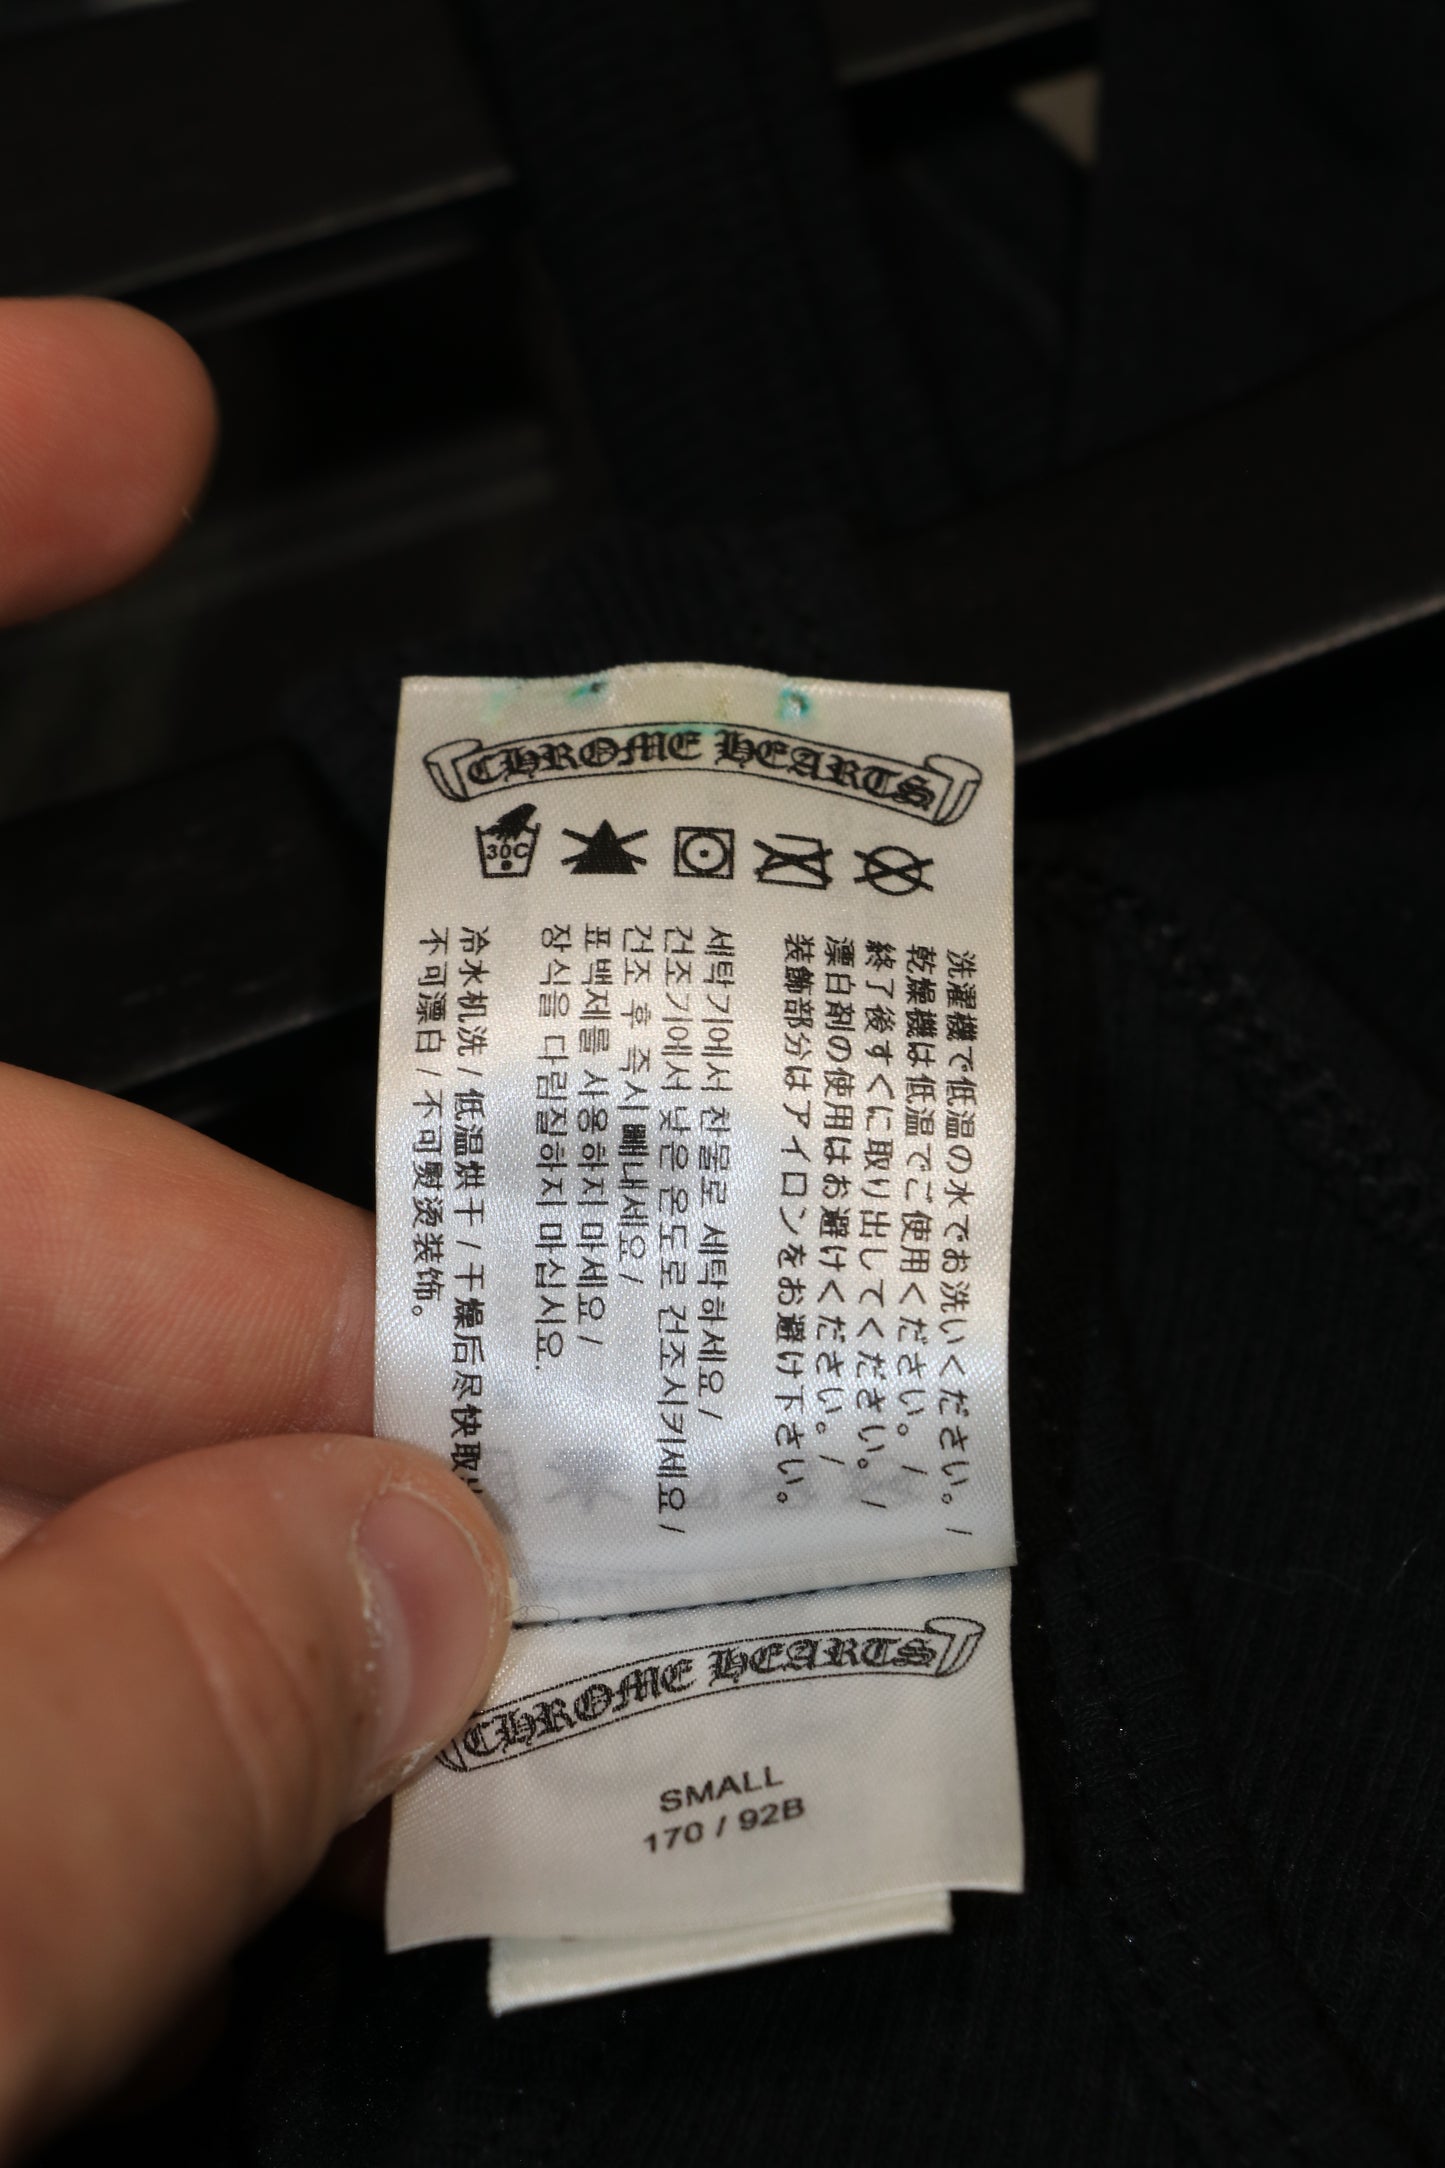 CHROME HEARTS
30C
洗濯機で低温の水でお洗いください。 /
乾燥機は低温でご使用ください。 /
終了後すぐに取り出してください。 /
漂白剤の使用はお避けください。 /
装飾部分はアイロンをお避け下さい。
세탁기에서 찬물로 세탁하세요 /
건조기에서 낮은 온도로 건조시키세요 /
건조 후 즉시 빼내세요 /
표백제를 사용하지 마세요 /
장식을 다림질하지 마십시요.
冷水机洗 / 低温烘干 / 干燥后尽快取
不可漂白 / 不可熨烫装饰。
CHROME HEARTS
SMALL
170 / 92B